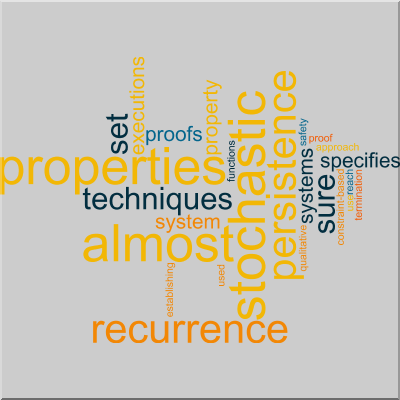 executions
property
stochastic
persistence
set
proofs
functions
safety
proof
approach
properties
systems
specifies
techniques
sure
constraint-based
use
reach
termination
system
almost
qualitative
establishing
used
recurrence